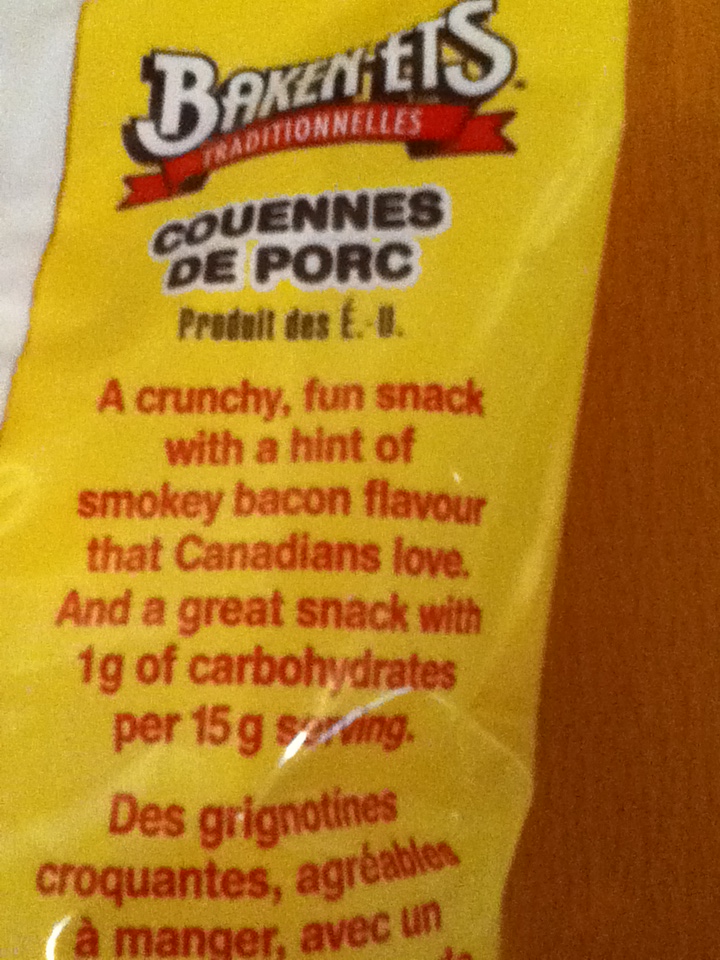 BAKEN-ETS
TRADITIONNELLES
COUENNES
DE PORC
Produit des É.-U.
A crunchy, fun snack
with a hint of
smokey bacon flavour
that Canadians love.
And a great snack with
1g of carbohydrates
per 15g serving.
Des grignotines
croquantes, agréables
à manger, avec un
de